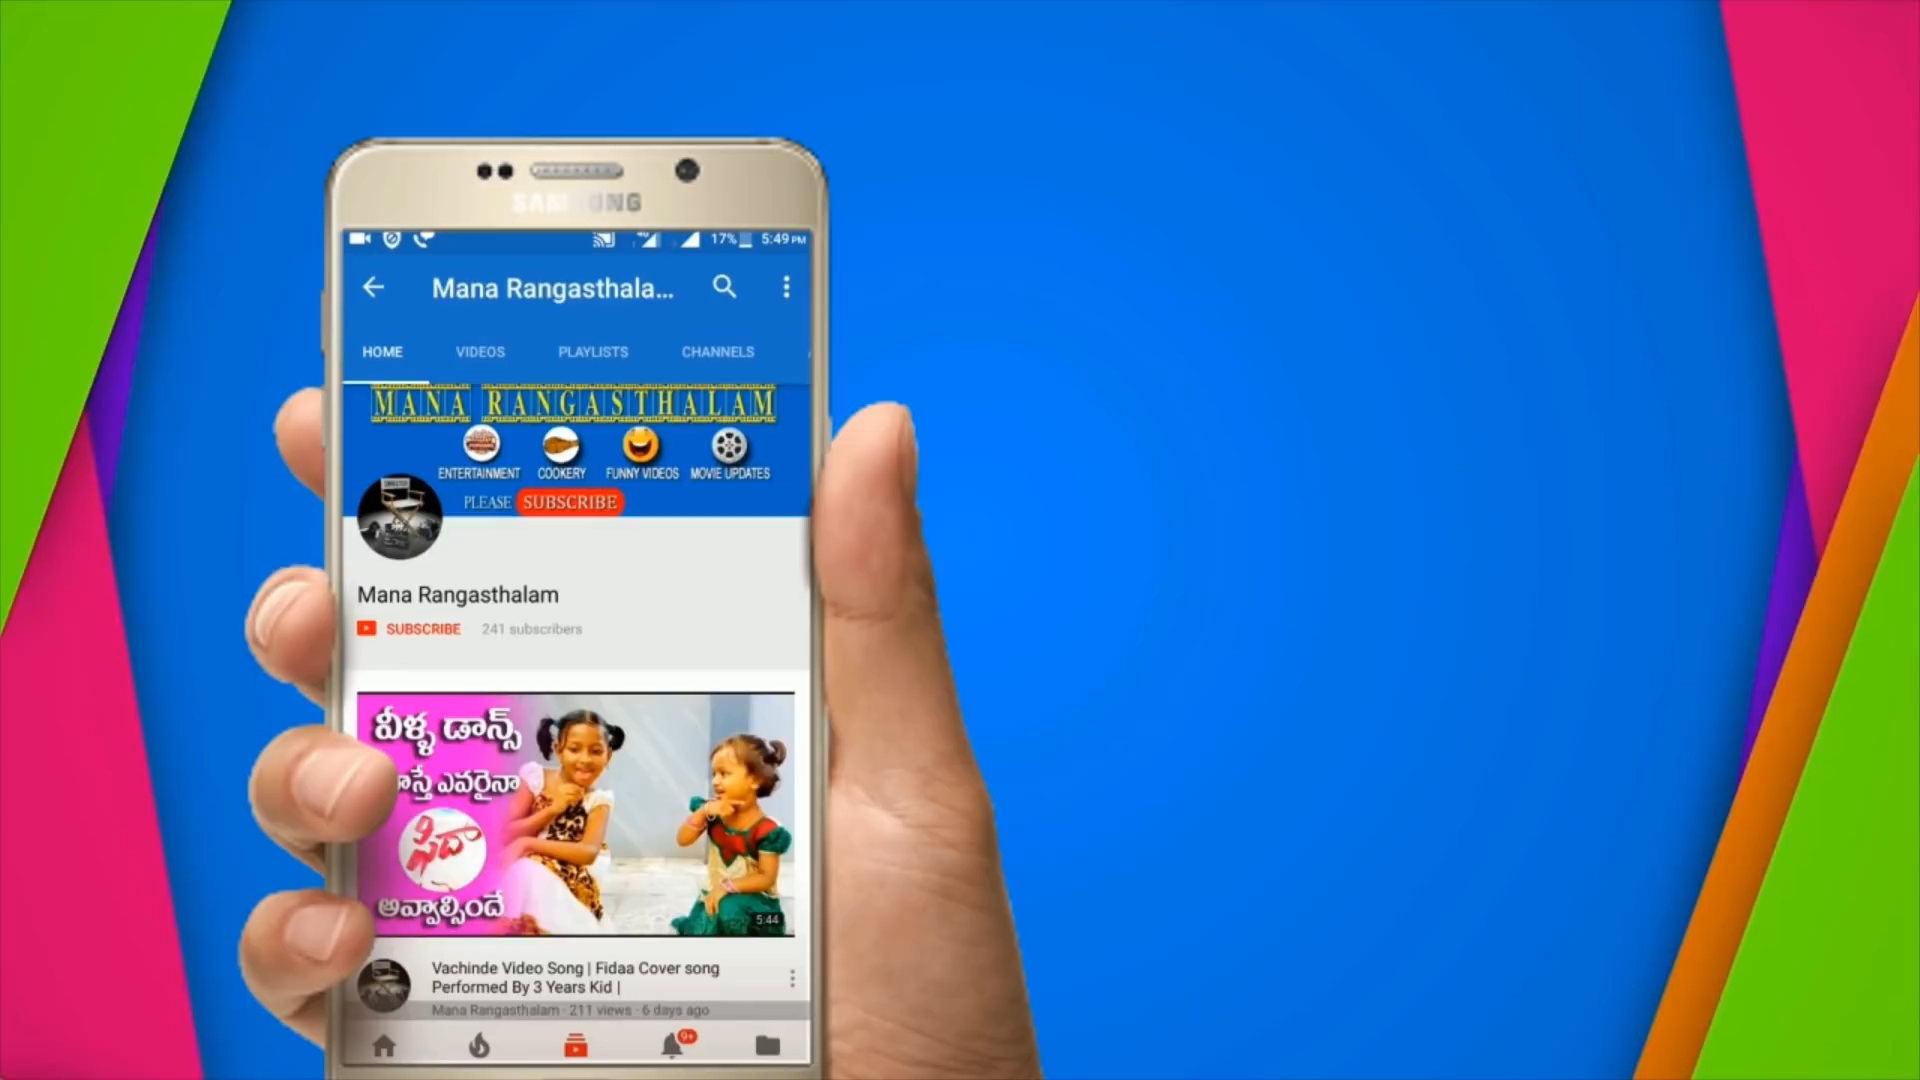 SAMSUNG
17% 5:49 PM
Mana Rangasthala...
HOME VIDEOS PLAYLISTS CHANNELS
MANA RANGASTHALAM
ENTERTAINMENT COOKERY FUNNY VIDEOS MOVIE UPDATES
PLEASE SUBSCRIBE
Mana Rangasthalam
SUBSCRIBE 241 subscribers
వీళ్ళ డాన్స్
ఎవరైనా
ఫిదా
అవ్వాల్సిందే
5:44
Vachinde Video Song | Fidaa Cover song
Performed By 3 Years Kid |
Mana Rangasthalam · 211 views · 6 days ago
9+